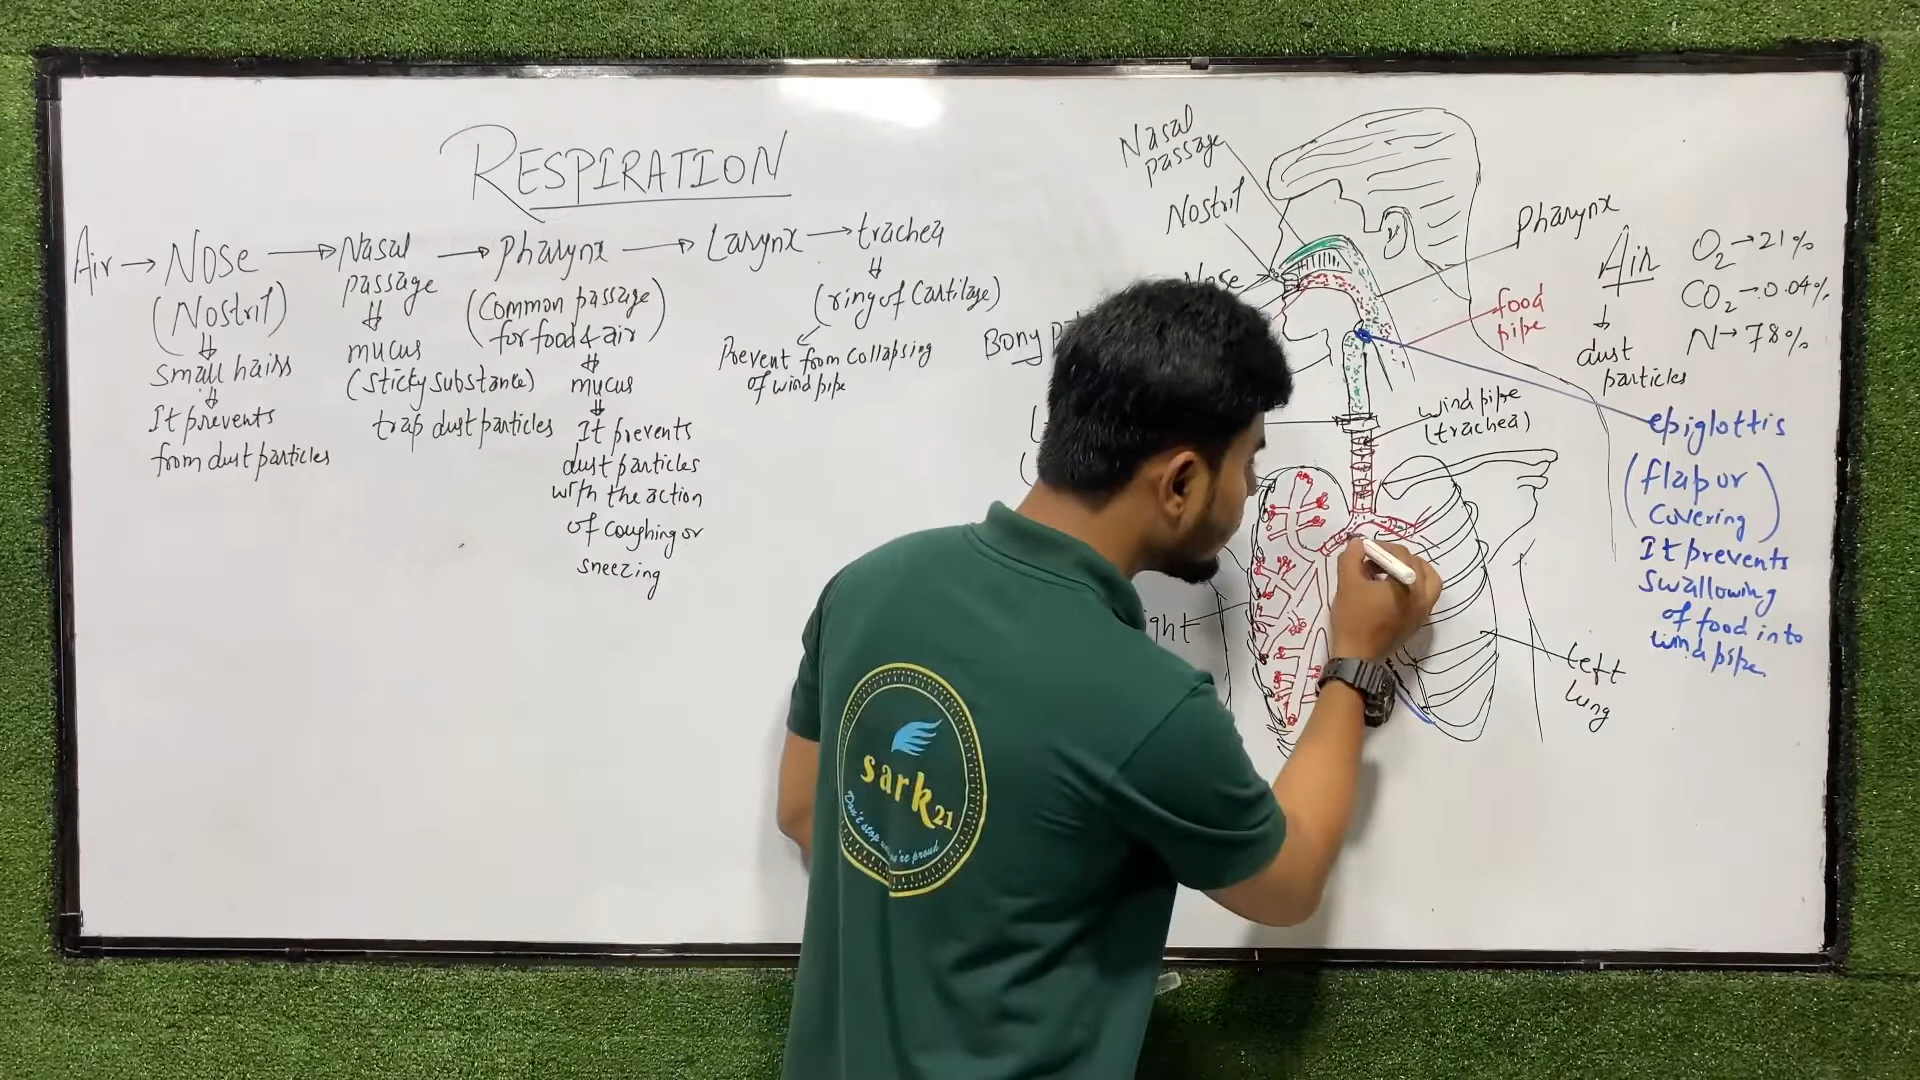 RESPIRATION
Air → Nose → Nasal passage → Pharynx → Larynx → trachea
(Nostril)
⇓
small hairs
⇓
It prevents
from dust particles
⇓
mucus
(sticky substance)
trap dust particles
(common passage
for food & air)
⇓
mucus
⇓
It prevents
dust particles
with the action
of coughing or
sneezing
⇓
(ring of cartilage)
Prevent from collapsing
of wind pipe
Nasal
passage
Nostril
Nose
Bony
Pharynx
food
pipe
wind pipe
(trachea)
Left
lung
Air
↓
dust
particles
O2 → 21%
CO2 → 0.04%
N → 78%
epiglottis
(flap or
covering)
It prevents
swallowing
of food into
wind pipe
sark21